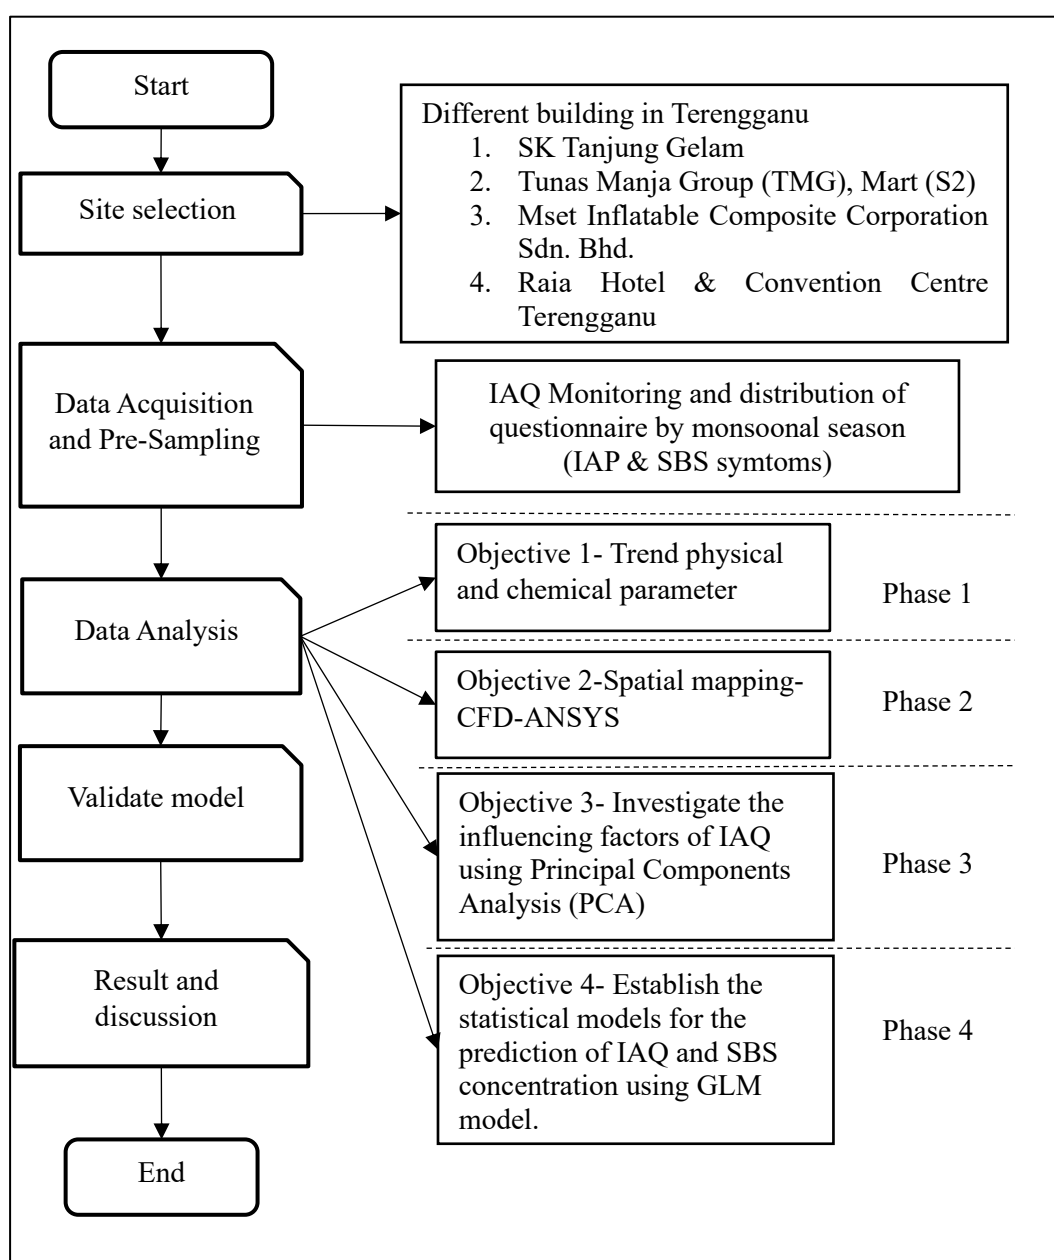 Start
Site selection
Different building in Terengganu
1. SK Tanjung Gelam
2. Tunas Manja Group (TMG), Mart (S2)
3. Mset Inflatable Composite Corporation
Sdn. Bhd.
4. Raia Hotel & Convention Centre
Terengganu
Data Acquisition
and Pre-Sampling
IAQ Monitoring and distribution of
questionnaire by monsoonal season
(IAP & SBS symtoms)
Data Analysis
Objective 1- Trend physical
and chemical parameter
Phase 1
Objective 2-Spatial mapping-
CFD-ANSYS
Phase 2
Validate model
Objective 3- Investigate the
influencing factors of IAQ
using Principal Components
Analysis (PCA)
Phase 3
Result and
discussion
Objective 4- Establish the
statistical models for the
prediction of IAQ and SBS
concentration using GLM
model.
Phase 4
End